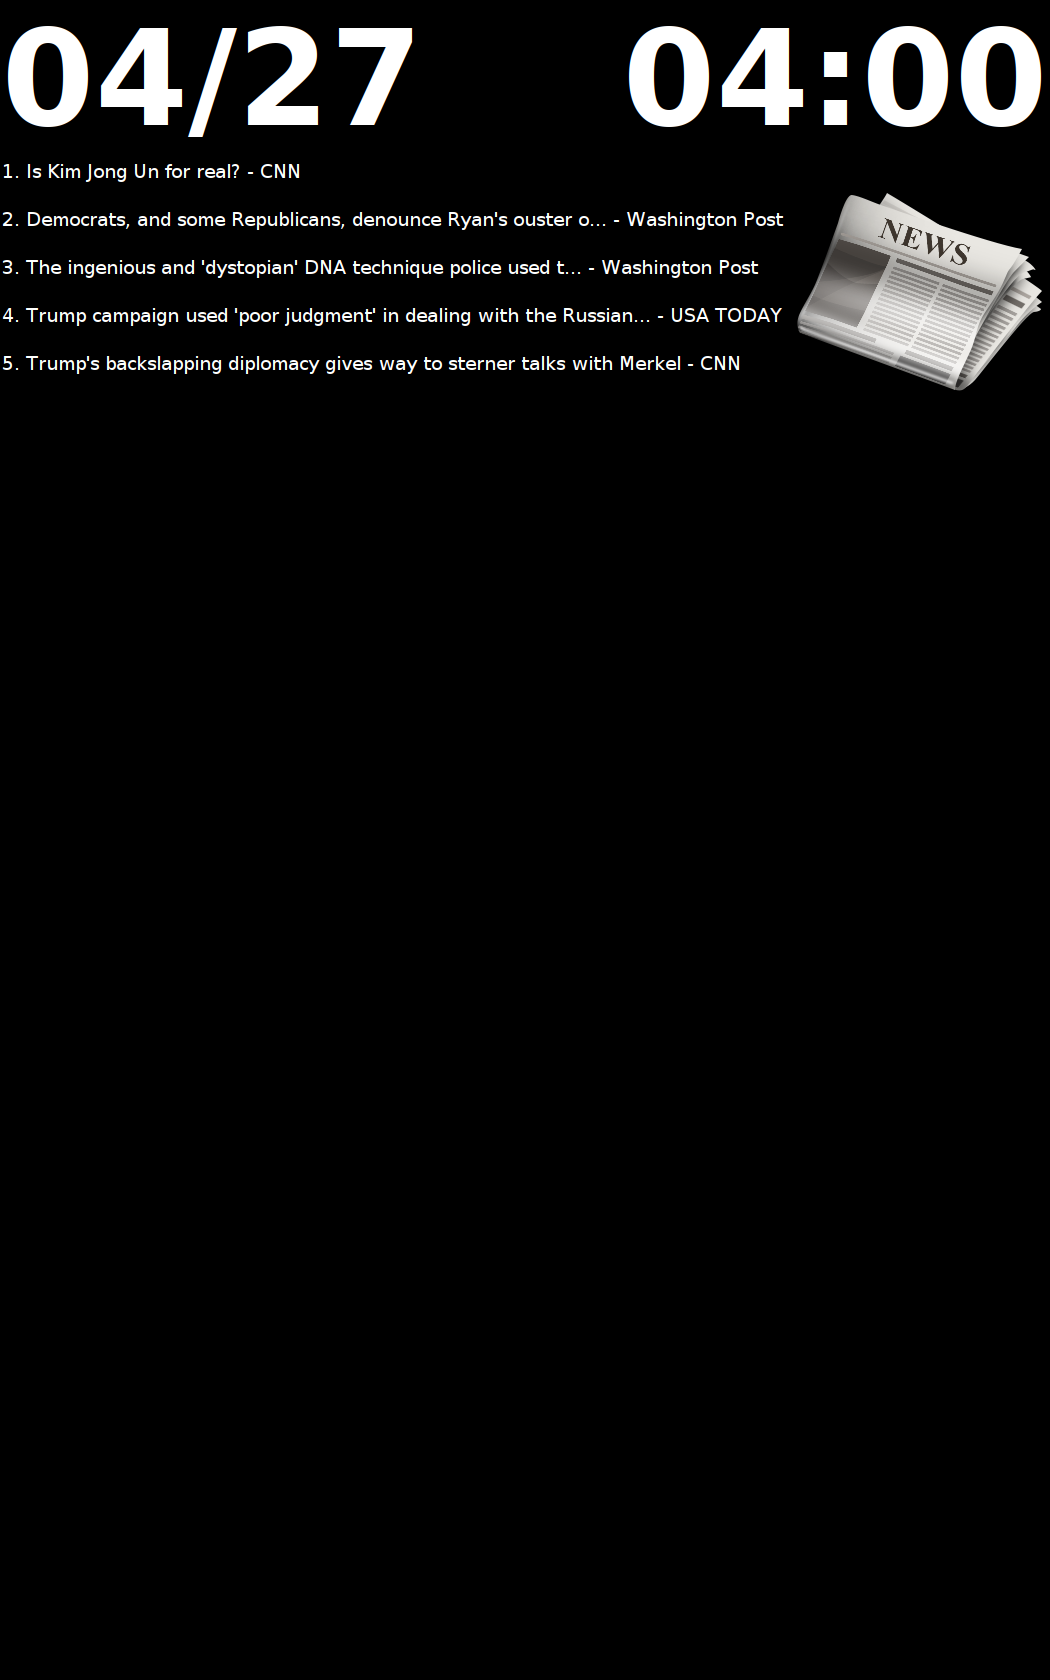 04/27 04:00
1. Is Kim Jong Un for real? - CNN
2. Democrats, and some Republicans, denounce Ryan's ouster o... - Washington Post
3. The ingenious and 'dystopian' DNA technique police used t... - Washington Post
4. Trump campaign used 'poor judgment' in dealing with the Russian... - USA TODAY
5. Trump's backslapping diplomacy gives way to sterner talks with Merkel - CNN
NEWS